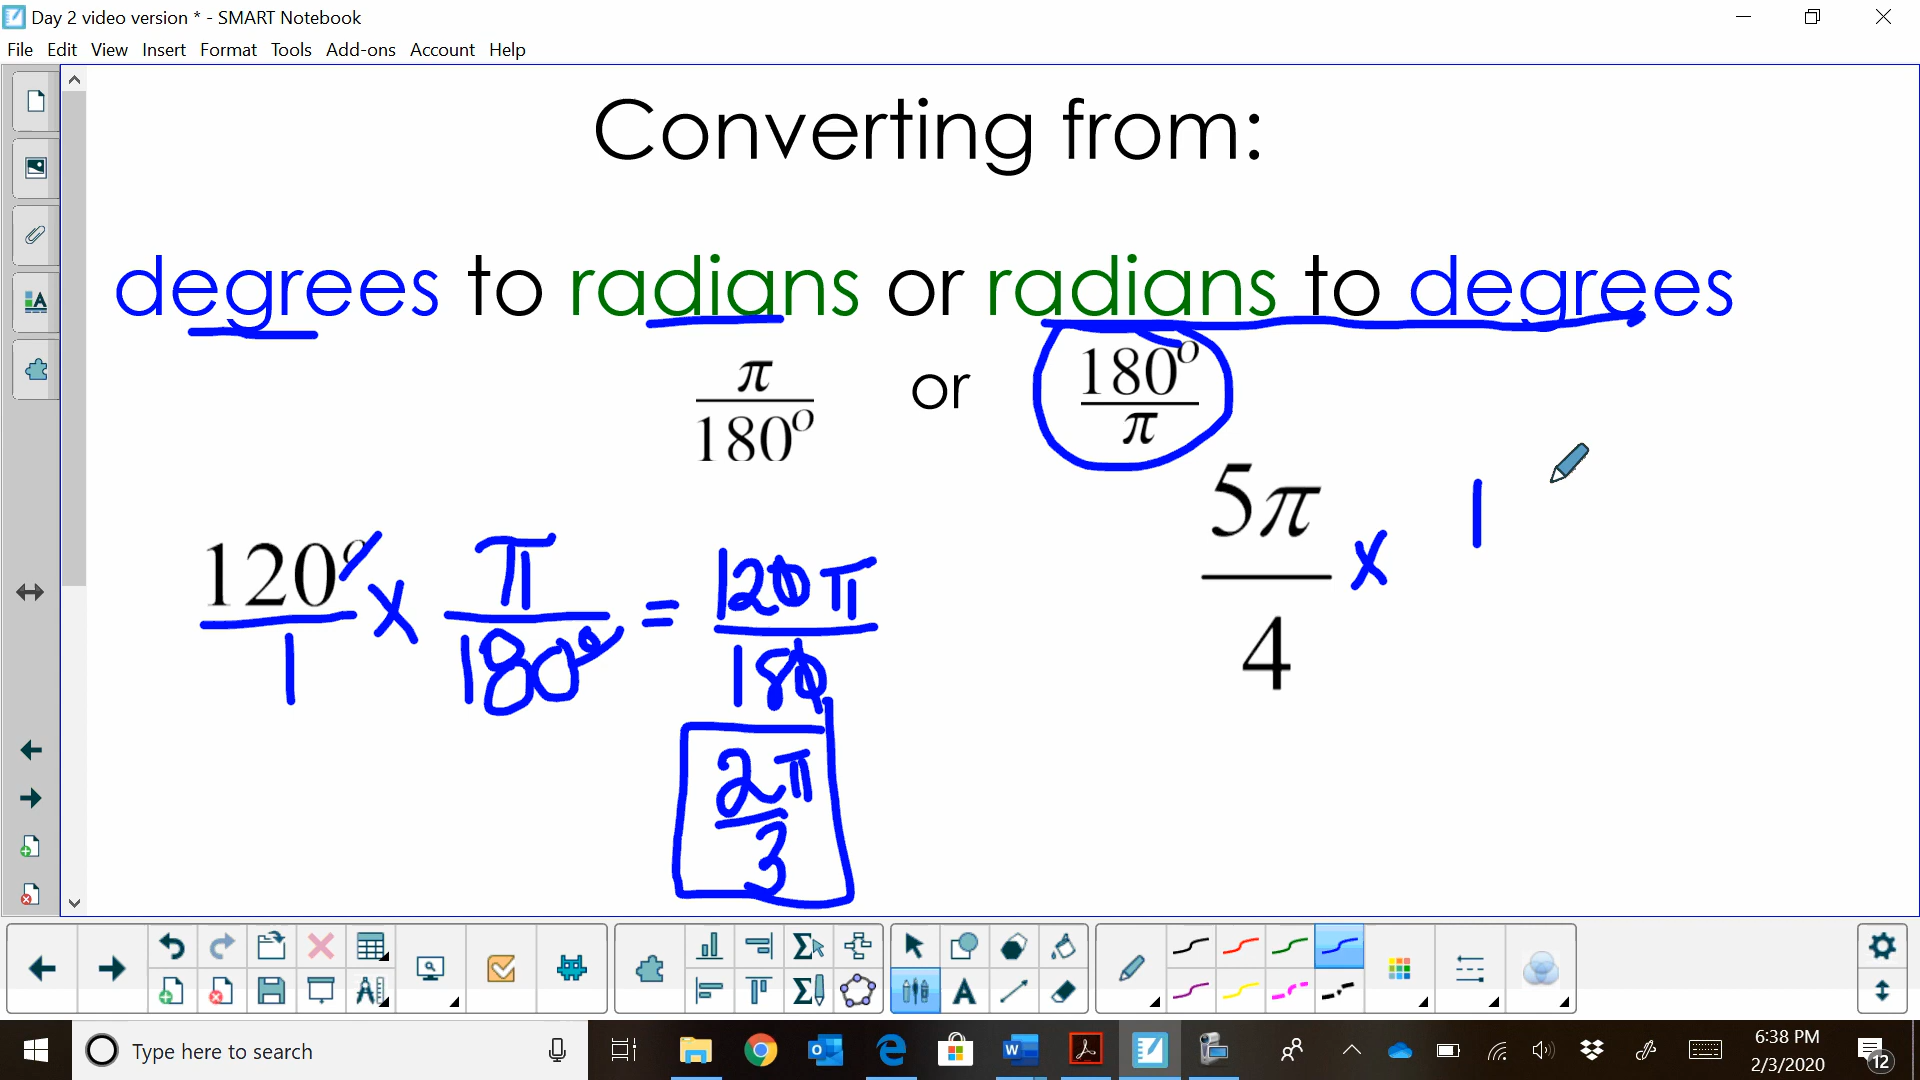 Day 2 video version * - SMART Notebook
File Edit View Insert Format Tools Add-ons Account Help
Converting from:
degrees to radians or radians to degrees
π/180° or 180°/π
120°/1 x π/180° = 120π/180
2π/3
5π/4 x 1
Type here to search
6:38 PM
2/3/2020
12